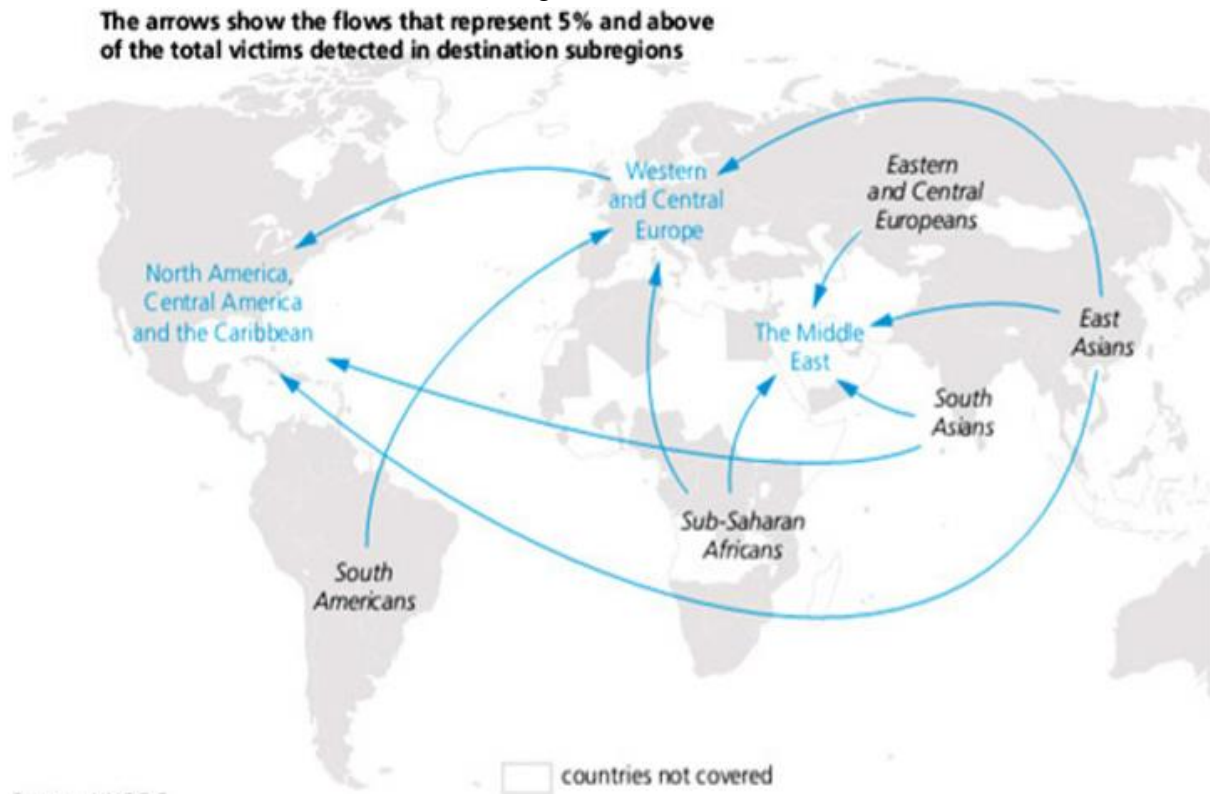 The arrows show the flows that represent 5% and above
of the total victims detected in destination subregions
Western
and Central
Europe
Eastern
and Central
Europeans
North America,
Central America
and the Caribbean
The Middle
East
East
Asians
South
Asians
Sub-Saharan
Africans
South
Americans
countries not covered